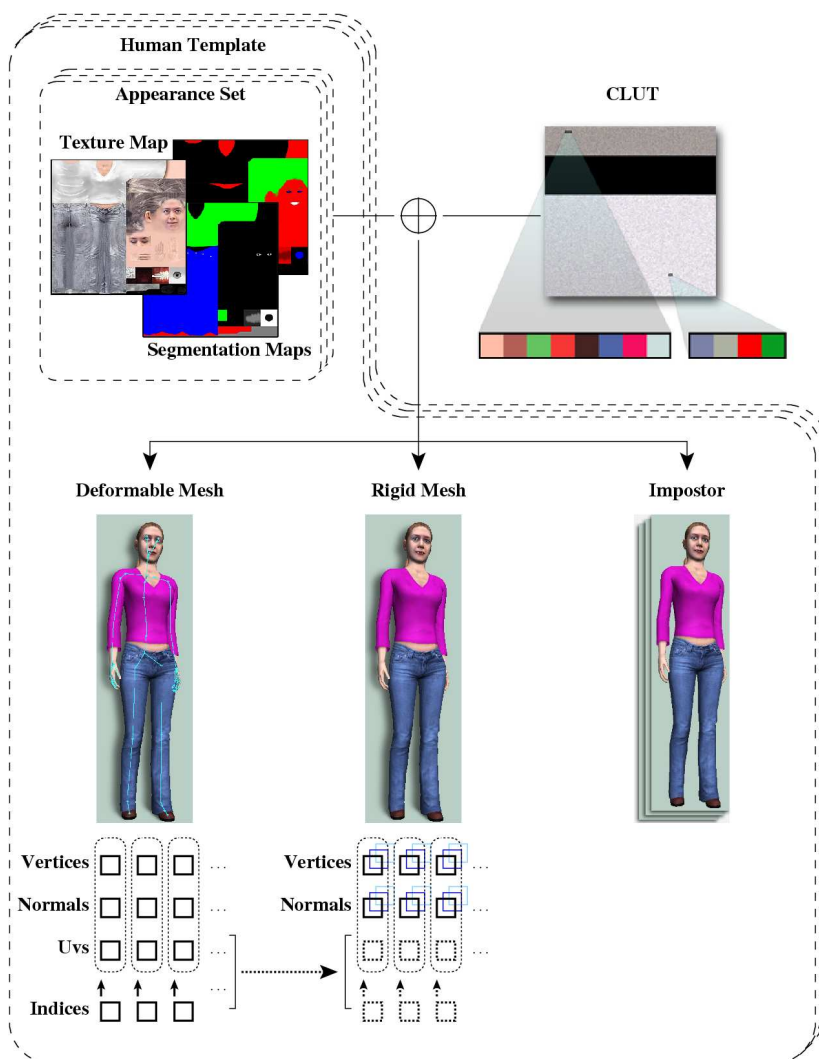 Human Template
Appearance Set
CLUT
Texture Map
Segmentation Maps
Deformable Mesh
Rigid Mesh
Impostor
Vertices
...
Vertices
...
Normals
...
Normals
...
Uvs
...
...
Indices
...